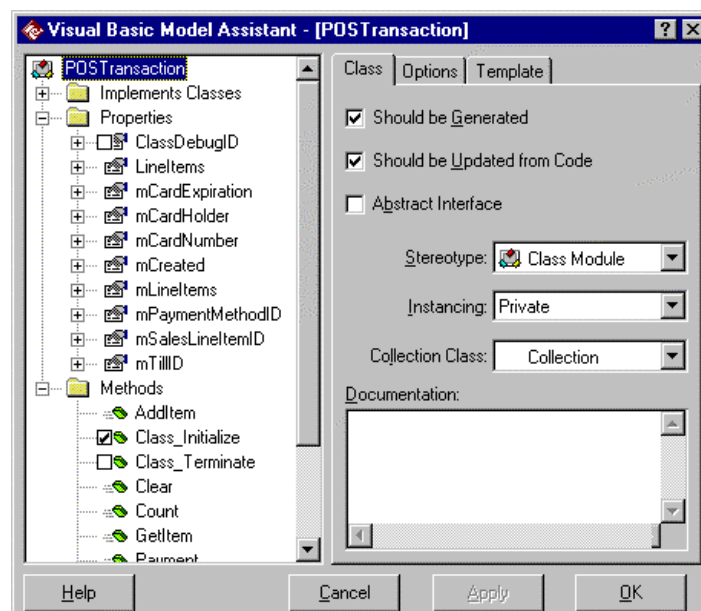 Visual Basic Model Assistant - [POSTransaction]
POSTransaction
Implements Classes
Properties
ClassDebugID
LineItems
mCardExpiration
mCardHolder
mCardNumber
mCreated
mLineItems
mPaymentMethodID
mSalesLineItemID
mTillID
Methods
AddItem
Class_Initialize
Class_Terminate
Clear
Count
GetItem
Payment
Class Options Template
Should be Generated
Should be Updated from Code
Abstract Interface
Stereotype: Class Module
Instancing: Private
Collection Class: Collection
Documentation:
Help Cancel Apply OK